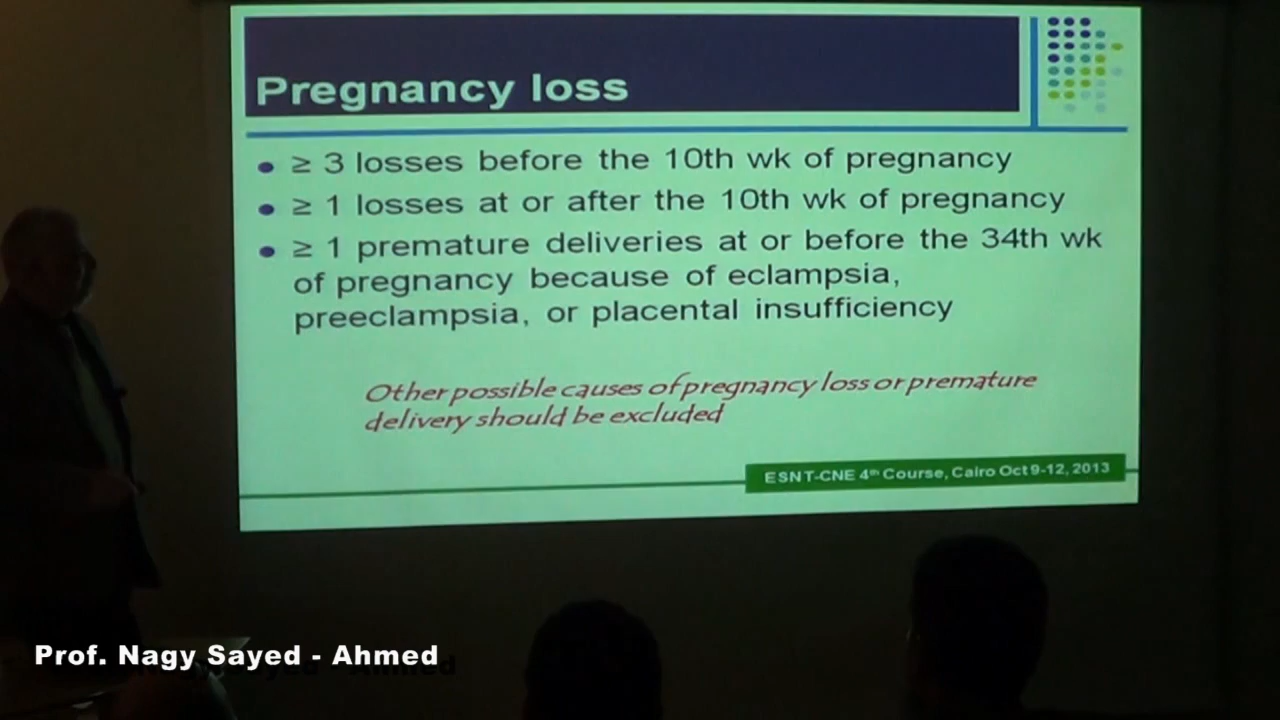 Pregnancy loss
≥ 3 losses before the 10th wk of pregnancy
≥ 1 losses at or after the 10th wk of pregnancy
≥ 1 premature deliveries at or before the 34th wk
of pregnancy because of eclampsia,
preeclampsia, or placental insufficiency
Other possible causes of pregnancy loss or premature
delivery should be excluded
ESNT-CNE 4th Course, Cairo Oct 9-12, 2013
Prof. Nagy Sayed - Ahmed